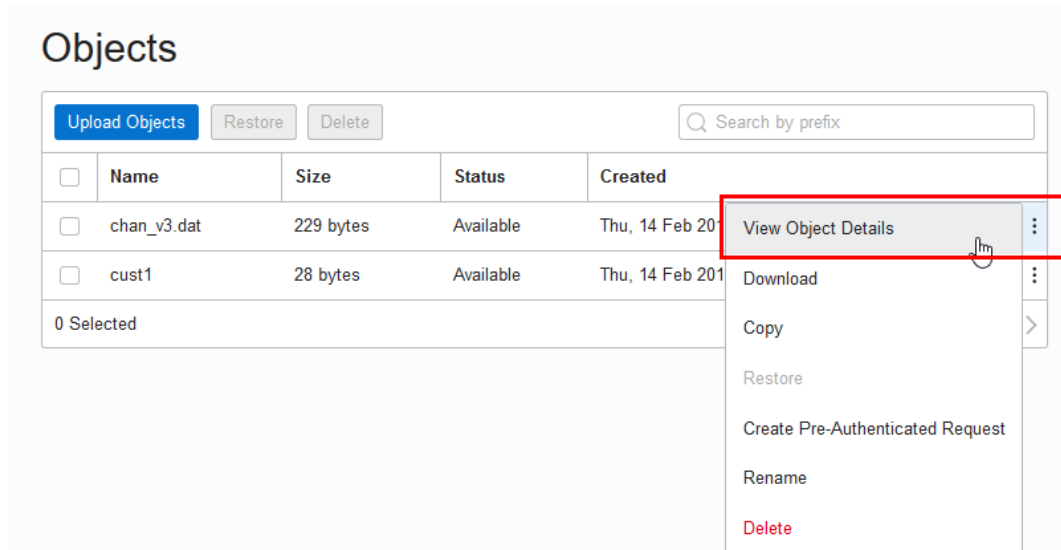 Objects
Upload Objects Restore Delete Search by prefix
Name Size Status Created
chan_v3.dat 229 bytes Available Thu, 14 Feb 201
View Object Details
cust1 28 bytes Available Thu, 14 Feb 201
Download
0 Selected
Copy
Restore
Create Pre-Authenticated Request
Rename
Delete